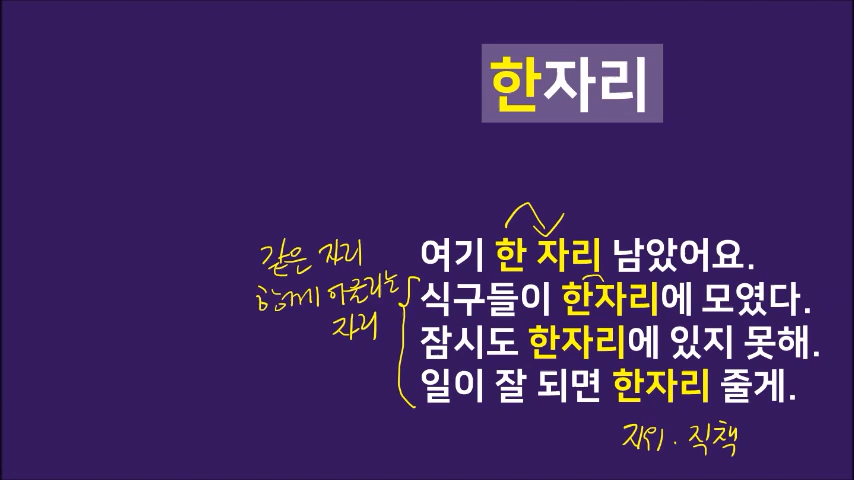 한자리
여기 한 자리 남았어요.
식구들이 한자리에 모였다.
잠시도 한자리에 있지 못해.
일이 잘 되면 한자리 줄게.
같은 자리
함께 어울리는
자리
지위 · 직책